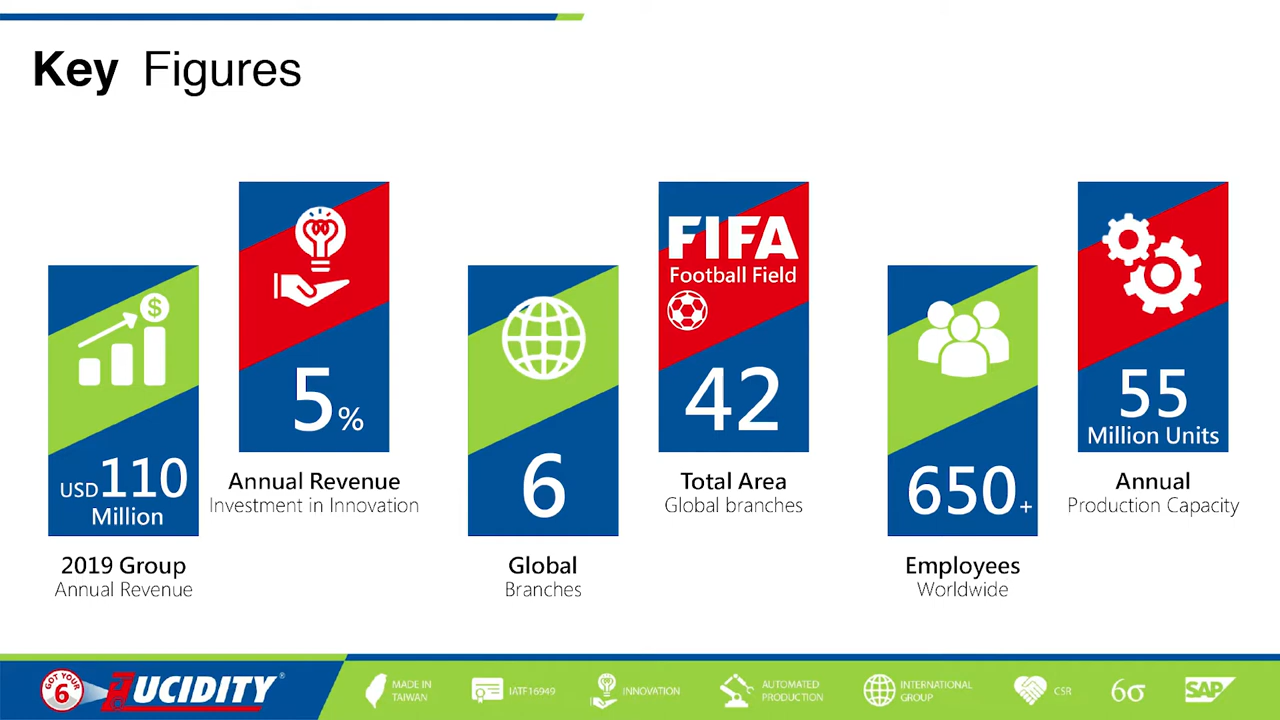 Key Figures
$
USD 110
Million
2019 Group
Annual Revenue
5%
Annual Revenue
Investment in Innovation
6
Global
Branches
FIFA
Football Field
42
Total Area
Global branches
650+
Employees
Worldwide
55
Million Units
Annual
Production Capacity
GOT YOUR
6
LUCIDITY®
MADE IN
TAIWAN
IATF16949
INNOVATION
AUTOMATED
PRODUCTION
INTERNATIONAL
GROUP
CSR
6σ
SAP